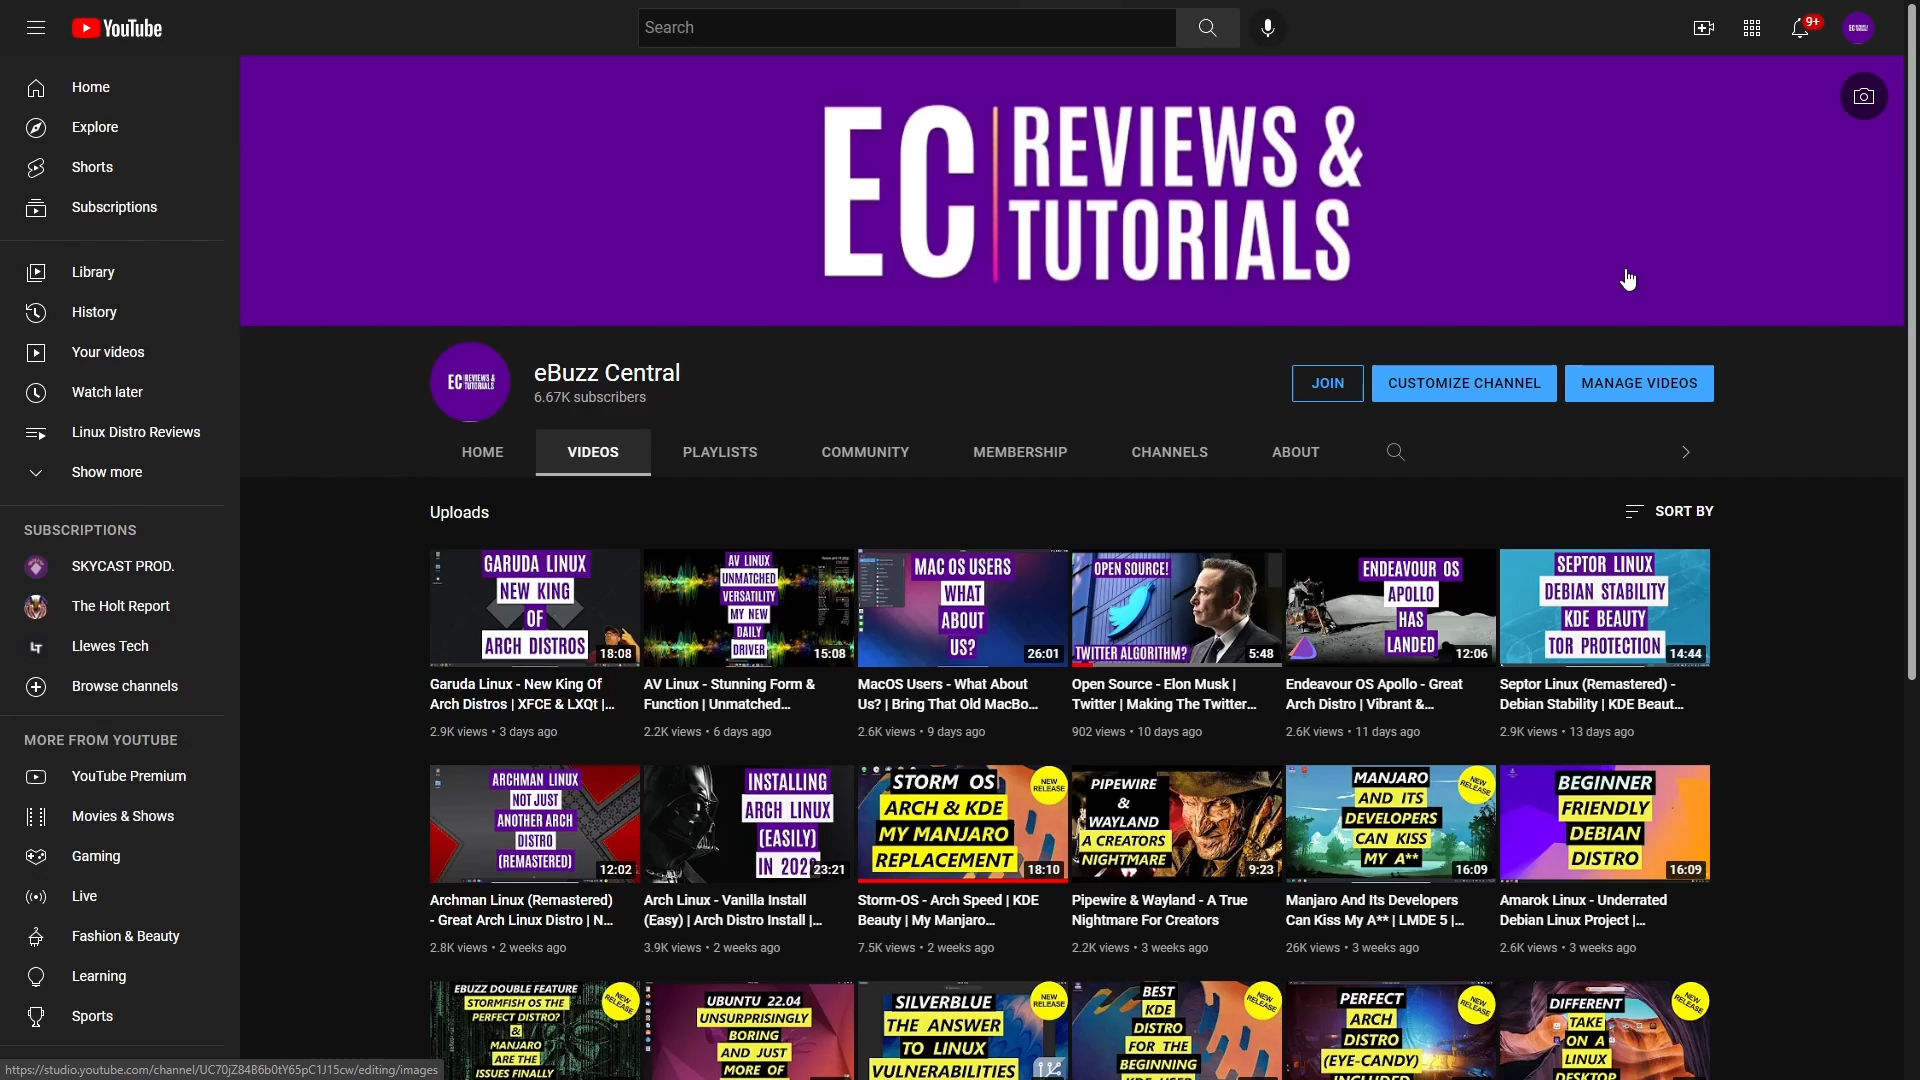 YouTube
Search
9+
Home
Explore
Shorts
Subscriptions
Library
History
Your videos
Watch later
Linux Distro Reviews
Show more
SUBSCRIPTIONS
SKYCAST PROD.
The Holt Report
Llewes Tech
Browse channels
MORE FROM YOUTUBE
YouTube Premium
Movies & Shows
Gaming
Live
Fashion & Beauty
Learning
Sports
EC REVIEWS &
TUTORIALS
EC REVIEWS &
TUTORIALS
eBuzz Central
6.67K subscribers
JOIN
CUSTOMIZE CHANNEL
MANAGE VIDEOS
HOME
VIDEOS
PLAYLISTS
COMMUNITY
MEMBERSHIP
CHANNELS
ABOUT
Uploads
SORT BY
GARUDA LINUX
NEW KING
OF
ARCH DISTROS
18:08
Garuda Linux - New King Of
Arch Distros | XFCE & LXQt |...
2.9K views • 3 days ago
AV LINUX
UNMATCHED
VERSATILITY
MY NEW
DAILY
DRIVER
15:08
AV Linux - Stunning Form &
Function | Unmatched...
2.2K views • 6 days ago
MAC OS USERS
WHAT
ABOUT
US?
26:01
MacOS Users - What About
Us? | Bring That Old MacBo...
2.6K views • 9 days ago
OPEN SOURCE!
TWITTER ALGORITHM?
5:48
Open Source - Elon Musk |
Twitter | Making The Twitter...
902 views • 10 days ago
ENDEAVOUR OS
APOLLO
HAS
LANDED
12:06
Endeavour OS Apollo - Great
Arch Distro | Vibrant &...
2.6K views • 11 days ago
SEPTOR LINUX
DEBIAN STABILITY
KDE BEAUTY
TOR PROTECTION
14:44
Septor Linux (Remastered) -
Debian Stability | KDE Beaut...
2.9K views • 13 days ago
ARCHMAN LINUX
NOT JUST
ANOTHER ARCH
DISTRO
(REMASTERED)
12:02
Archman Linux (Remastered)
- Great Arch Linux Distro | N...
2.8K views • 2 weeks ago
INSTALLING
ARCH LINUX
(EASILY)
IN 2022
23:21
Arch Linux - Vanilla Install
(Easy) | Arch Distro Install |...
3.9K views • 2 weeks ago
STORM OS
ARCH & KDE
MY MANJARO
REPLACEMENT
NEW
RELEASE
18:10
Storm-OS - Arch Speed | KDE
Beauty | My Manjaro...
7.5K views • 2 weeks ago
PIPEWIRE
&
WAYLAND
A CREATORS
NIGHTMARE
9:23
Pipewire & Wayland - A True
Nightmare For Creators
2.2K views • 3 weeks ago
MANJARO
AND ITS
DEVELOPERS
CAN KISS
MY A**
NEW
RELEASE
16:09
Manjaro And Its Developers
Can Kiss My A** | LMDE 5 |...
26K views • 3 weeks ago
BEGINNER
FRIENDLY
DEBIAN
DISTRO
16:09
Amarok Linux - Underrated
Debian Linux Project |...
2.6K views • 3 weeks ago
EBUZZ DOUBLE FEATURE
STORMFISH OS THE
PERFECT DISTRO?
&
MANJARO
ARE THE
ISSUES FINALLY
NEW
RELEASE
UBUNTU 22.04
UNSURPRISINGLY
BORING
AND JUST
MORE OF
SILVERBLUE
THE ANSWER
TO LINUX
VULNERABILITIES
NEW
RELEASE
BEST
KDE
DISTRO
FOR THE
BEGINNING
KDE USER
NEW
RELEASE
PERFECT
ARCH
DISTRO
(EYE-CANDY)
INCLUDED
NEW
RELEASE
DIFFERENT
TAKE
ON A
LINUX
DESKTOP
NEW
RELEASE
https://studio.youtube.com/channel/UC70jZ84B6b0tY65pC1J15cw/editing/images